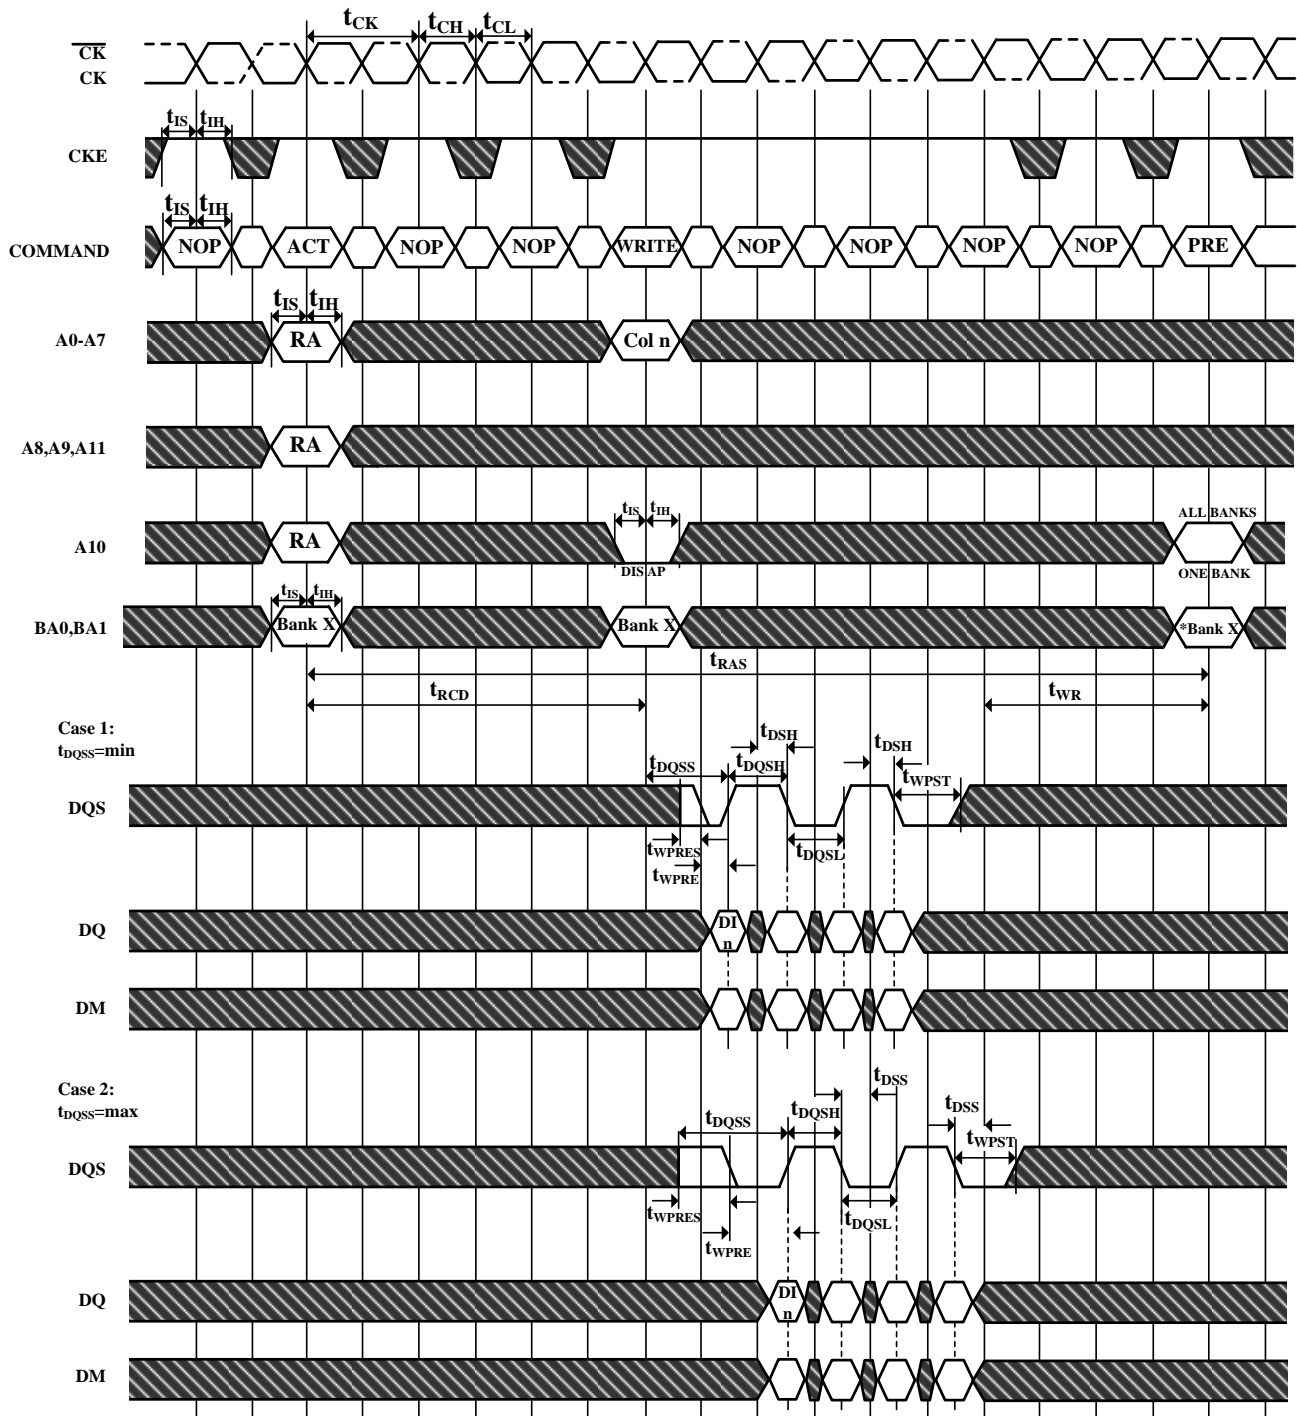 tCK tCH tCL
CK
CK
tIS tIH
CKE
tIS tIH
COMMAND NOP ACT NOP NOP WRITE NOP NOP NOP NOP PRE
tIS tIH
A0-A7 RA Col n
A8,A9,A11 RA
tIS tIH ALL BANKS
A10 RA
DIS AP ONE BANK
tIS tIH
BA0,BA1 Bank X Bank X *Bank X
tRAS
tRCD tWR
Case 1:
tDQSS=min
tDSH tDSH
tDQSS tDQSH tWPST
DQS
tWPRES tDQSL
tWPRE
DQ DI
n
DM
Case 2:
tDQSS=max
tDSS tDSS
tDQSS tDQSH tWPST
DQS
tWPRES tDQSL
tWPRE
DQ DI
n
DM